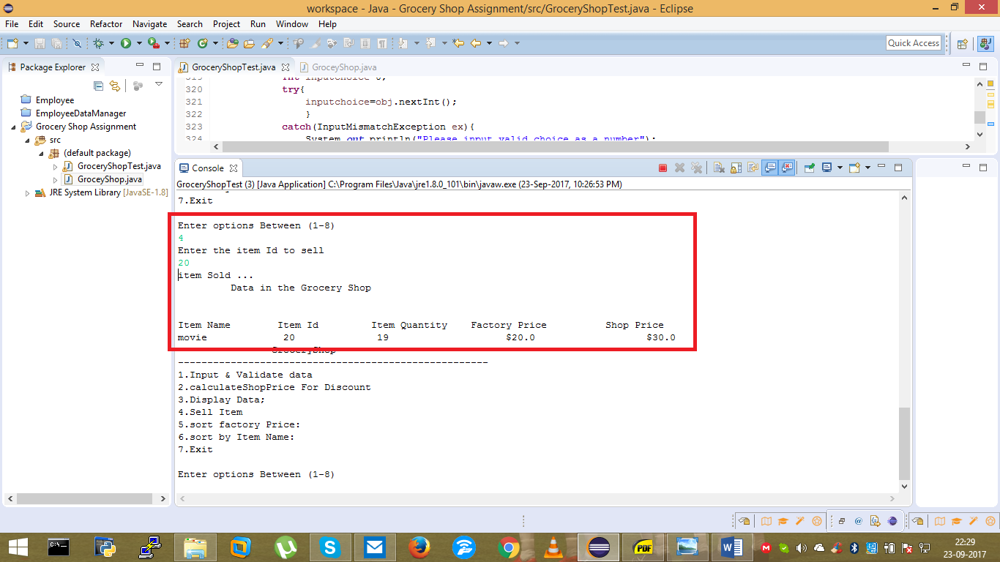 workspace - Java - Grocery Shop Assignment/src/GroceryShopTest.java - Eclipse
File Edit Source Refactor Navigate Search Project Run Window Help
Quick Access
Package Explorer
Employee
EmployeeDataManager
Grocery Shop Assignment
src
(default package)
GroceryShopTest.java
GroceyShop.java
JRE System Library [JavaSE-1.8]
GroceryShopTest.java GroceyShop.java
320 try{
321 inputchoice=obj.nextInt();
322 }
323 catch(InputMismatchException ex){
324 System.out.println("Please input valid choice as a number");
Console
GroceryShopTest (3) [Java Application] C:\Program Files\Java\jre1.8.0_101\bin\javaw.exe (23-Sep-2017, 10:26:53 PM)
7.Exit
Enter options Between (1-8)
4
Enter the item Id to sell
20
item Sold ...
Data in the Grocery Shop
Item Name Item Id Item Quantity Factory Price Shop Price
movie 20 19 $20.0 $30.0
GroceryShop
-----------------------------------------------------
1.Input & Validate data
2.calculateShopPrice For Discount
3.Display Data;
4.Sell Item
5.sort factory Price:
6.sort by Item Name:
7.Exit
Enter options Between (1-8)
22:29
23-09-2017